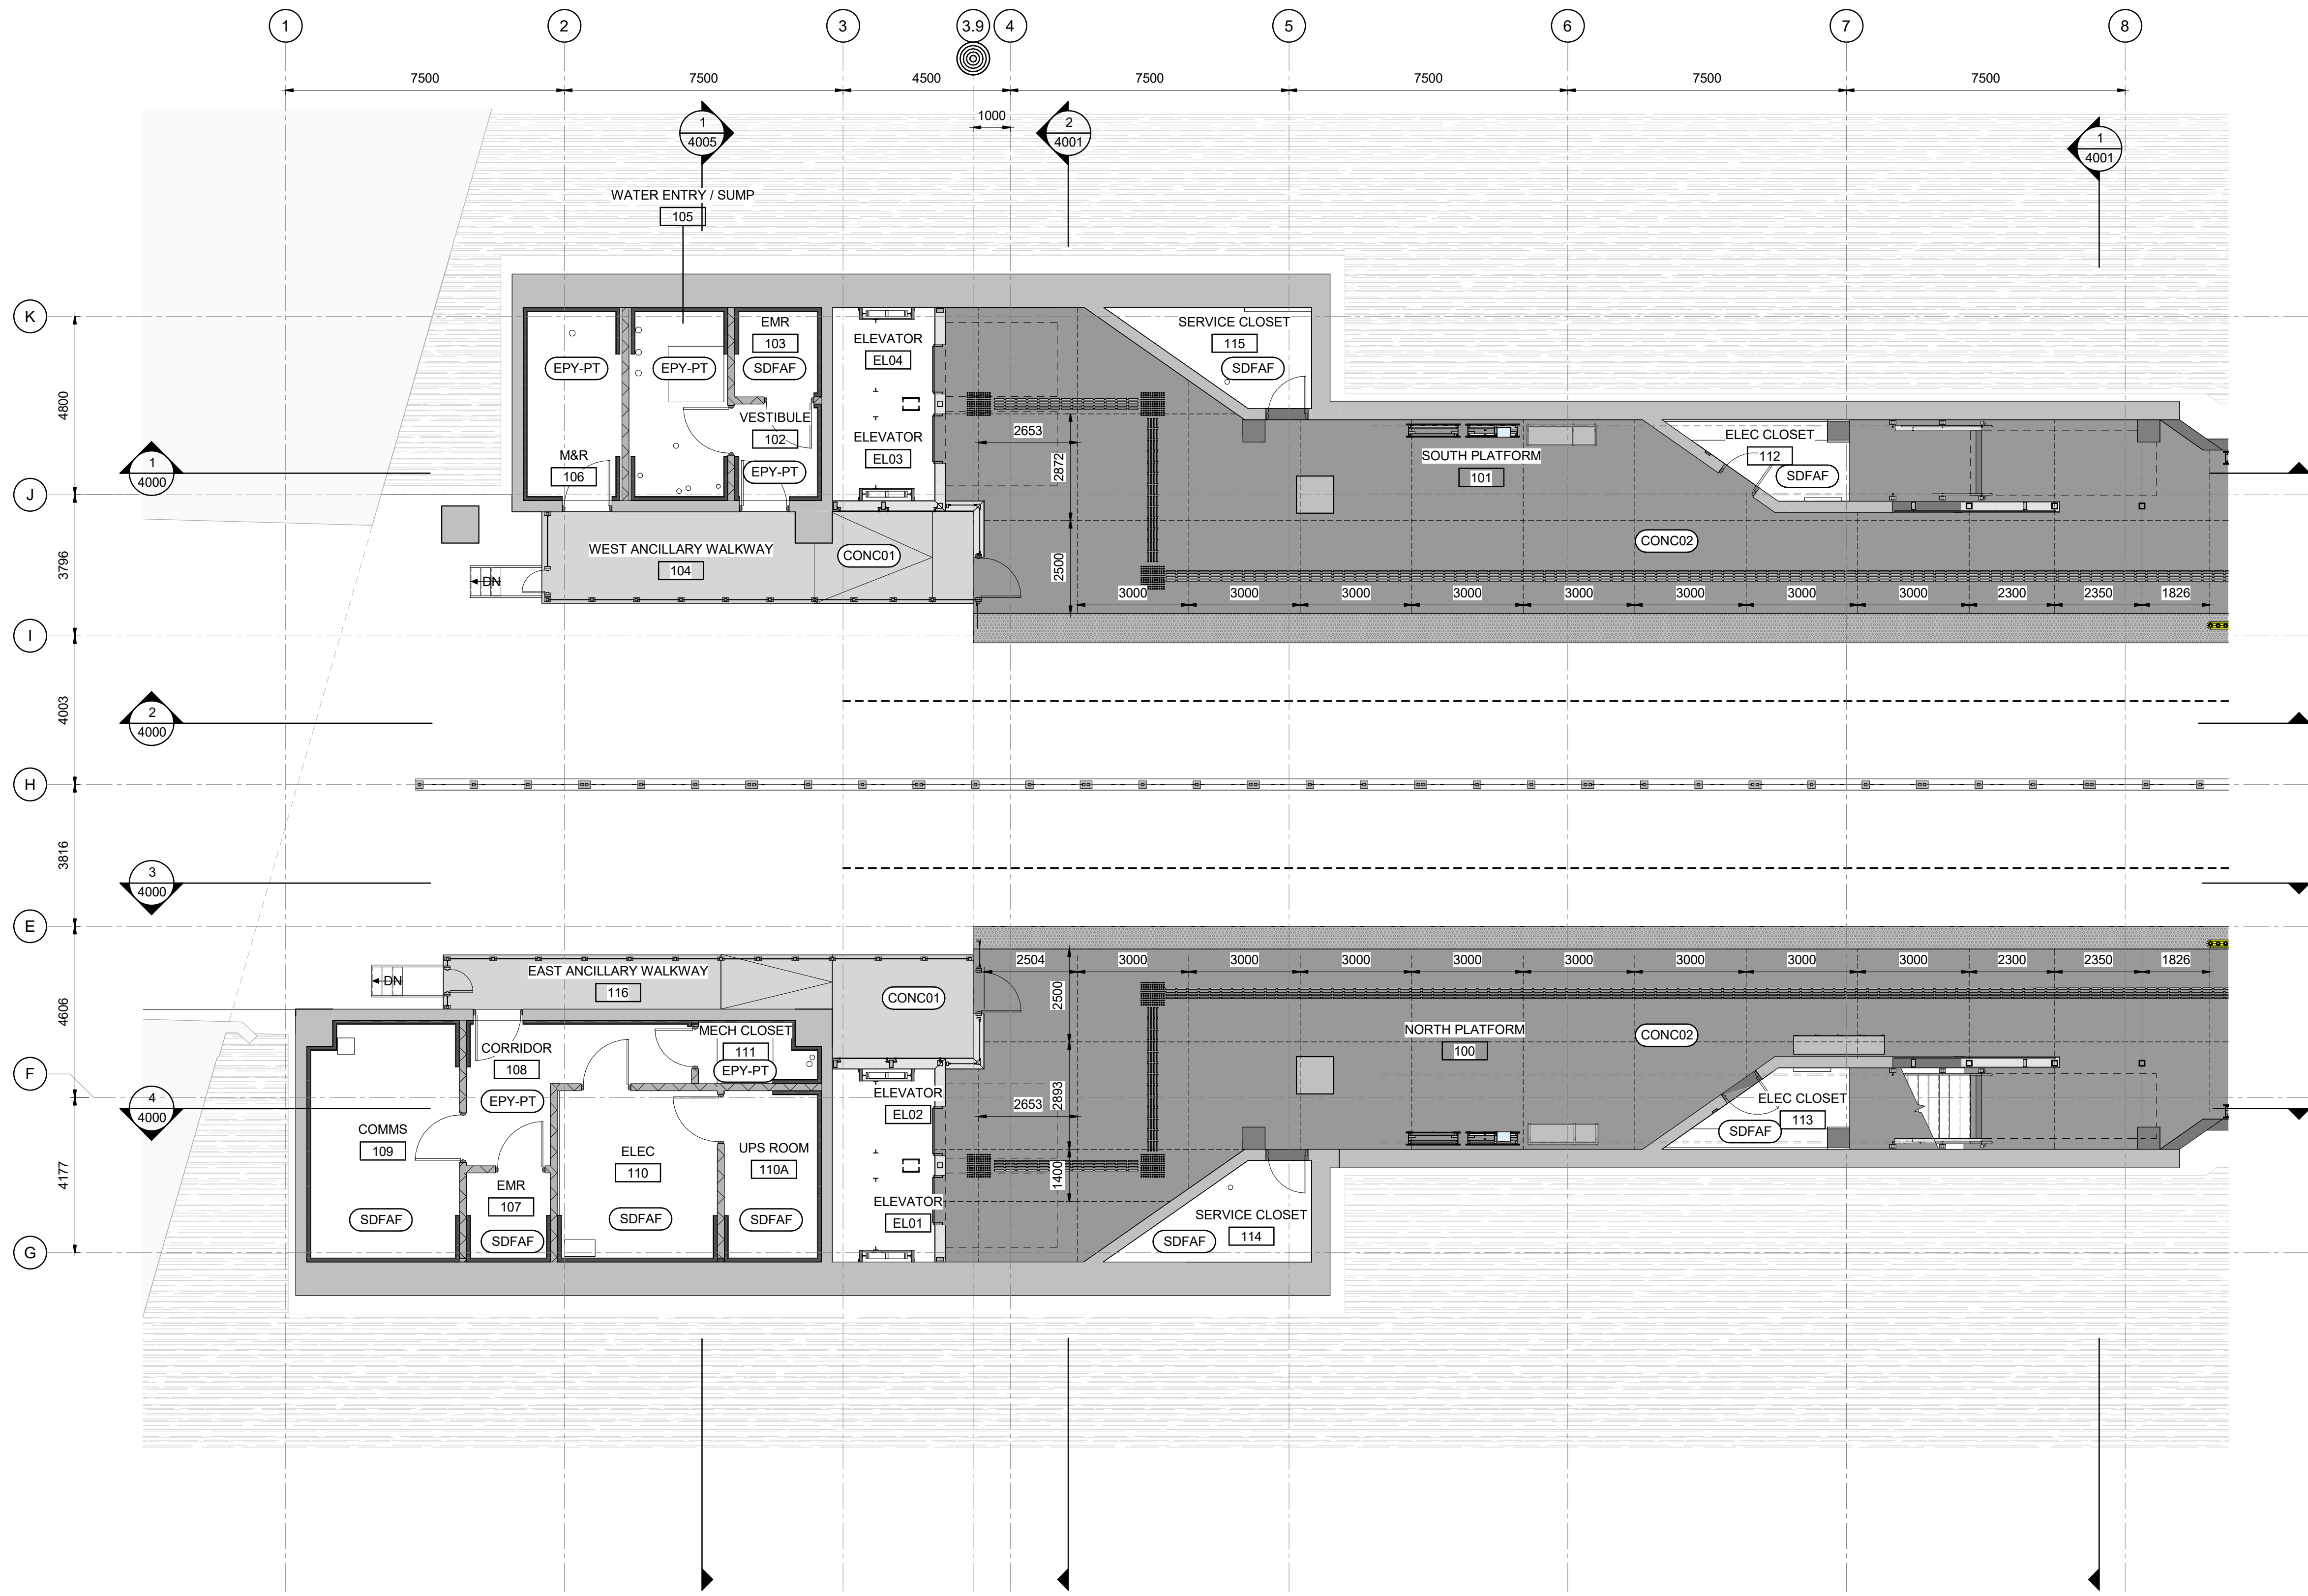 1
2
3
3.9
4
5
6
7
8
7500
7500
4500
7500
7500
7500
7500
1000
1
4005
2
4001
1
4001
WATER ENTRY / SUMP
105
K
EMR
103
SDFAF
EPY-PT
EPY-PT
ELEVATOR
EL04
SERVICE CLOSET
115
SDFAF
4800
VESTIBULE
102
EPY-PT
ELEVATOR
EL03
2653
2872
M&R
106
SOUTH PLATFORM
101
ELEC CLOSET
112
SDFAF
1
4000
J
WEST ANCILLARY WALKWAY
104
CONC01
CONC02
3796
DN
2500
3000
3000
3000
3000
3000
3000
3000
3000
2300
2350
1826
I
4003
2
4000
H
3816
3
4000
E
2504
3000
3000
3000
3000
3000
3000
3000
3000
2300
2350
1826
DN
EAST ANCILLARY WALKWAY
116
CONC01
2500
4606
MECH CLOSET
111
EPY-PT
CORRIDOR
108
EPY-PT
NORTH PLATFORM
100
CONC02
F
ELEVATOR
EL02
2653
2893
ELEC CLOSET
113
SDFAF
4
4000
COMMS
109
ELEC
110
UPS ROOM
110A
4177
EMR
107
SDFAF
SDFAF
SDFAF
SDFAF
ELEVATOR
EL01
1400
SERVICE CLOSET
114
SDFAF
G